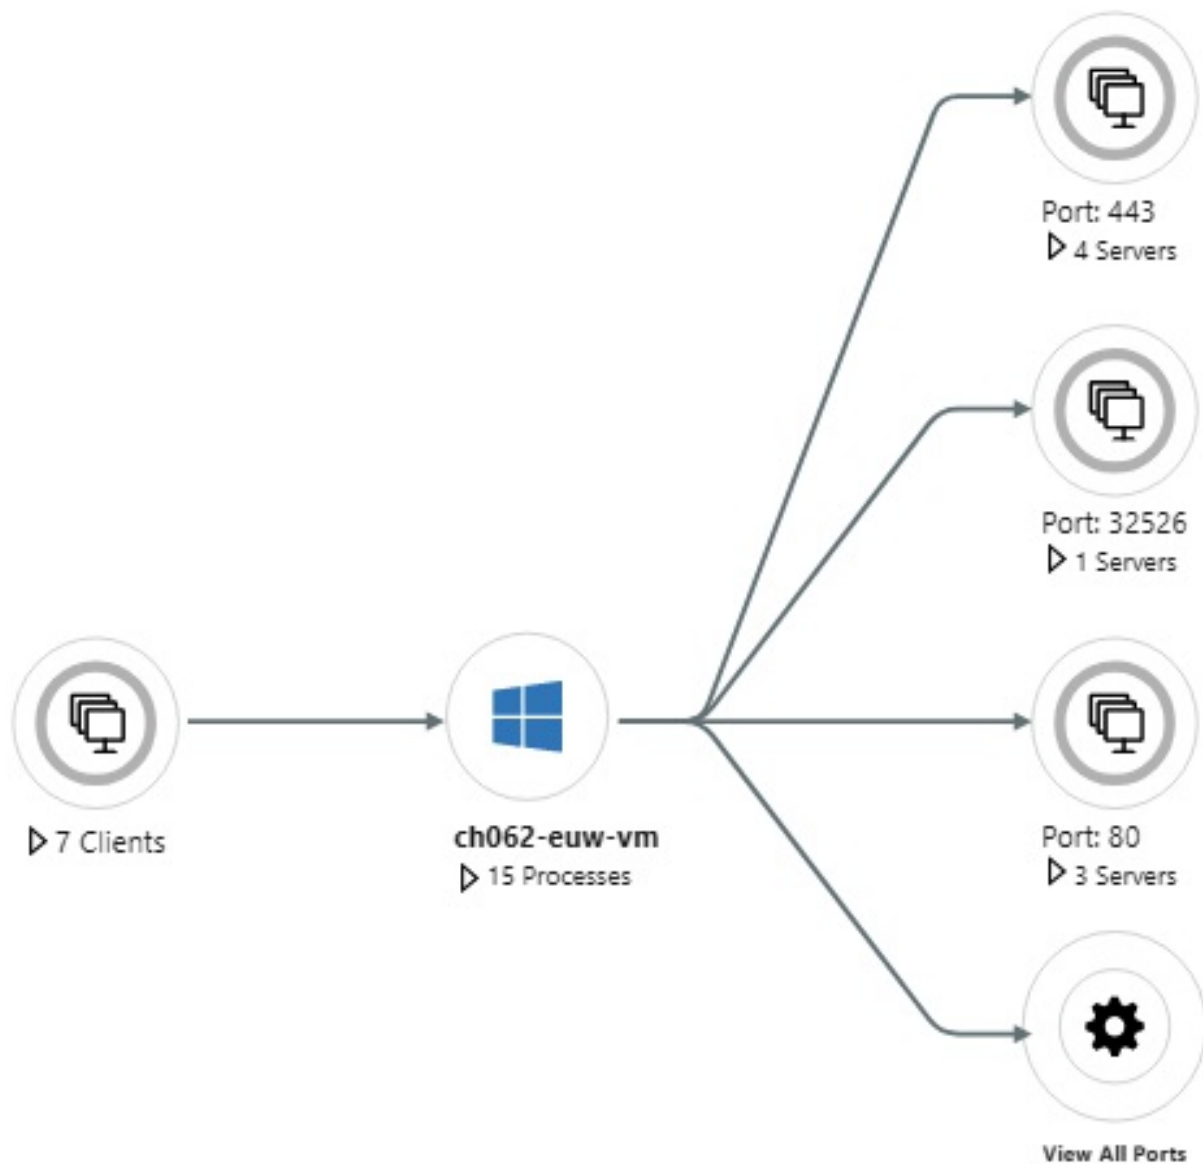 Port: 443
4 Servers
Port: 32526
1 Servers
7 Clients
ch062-euw-vm
15 Processes
Port: 80
3 Servers
View All Ports